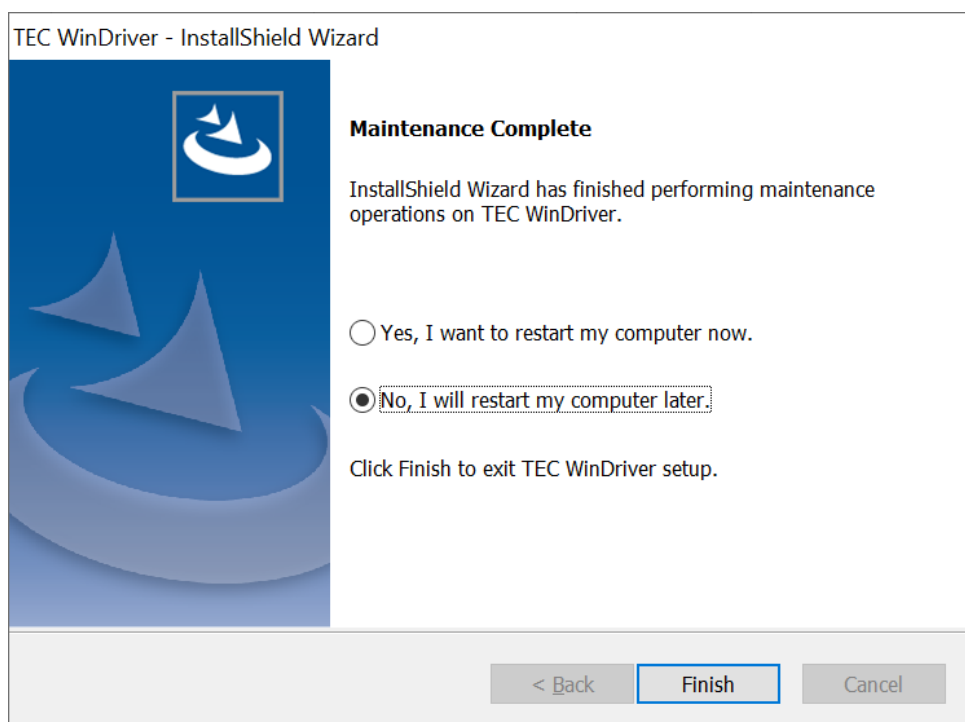 TEC WinDriver - InstallShield Wizard
Maintenance Complete
InstallShield Wizard has finished performing maintenance
operations on TEC WinDriver.
Yes, I want to restart my computer now.
No, I will restart my computer later.
Click Finish to exit TEC WinDriver setup.
< Back Finish Cancel